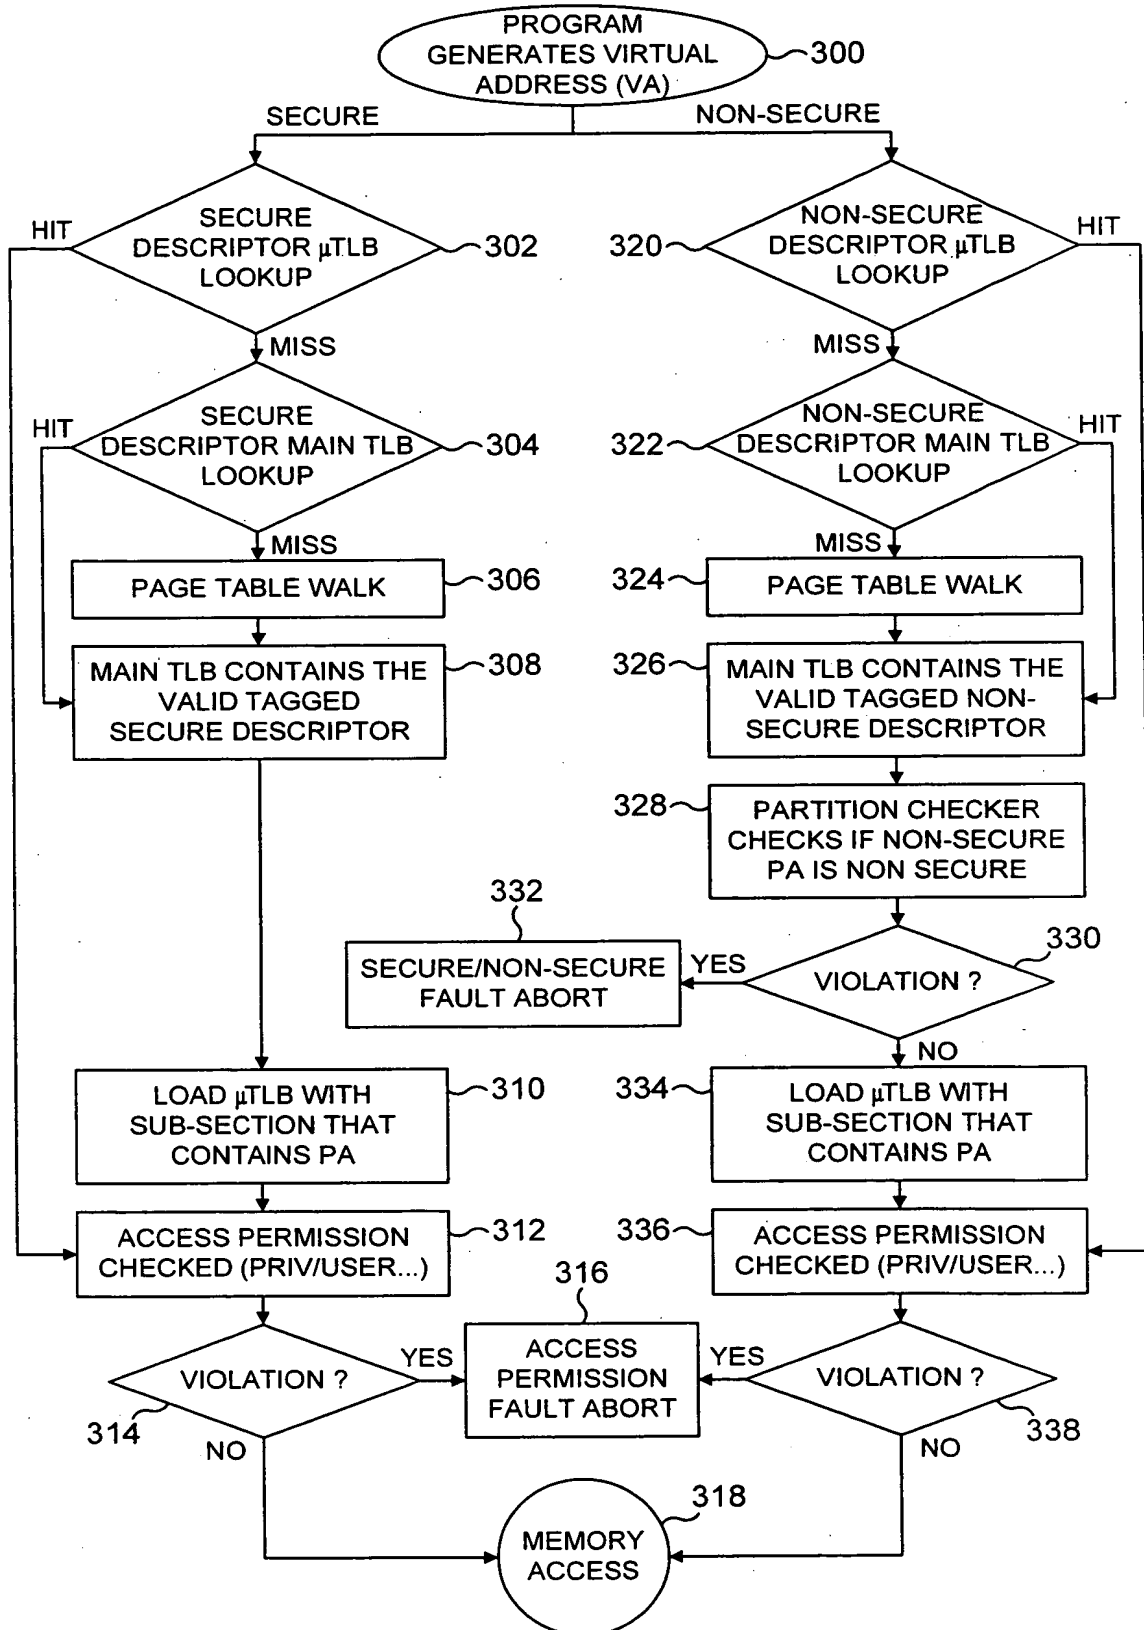 PROGRAM
GENERATES VIRTUAL
ADDRESS (VA)
300
SECURE
NON-SECURE
HIT
SECURE
DESCRIPTOR µTLB
LOOKUP
302
320
NON-SECURE
DESCRIPTOR µTLB
LOOKUP
HIT
MISS
MISS
HIT
SECURE
DESCRIPTOR MAIN TLB
LOOKUP
304
322
NON-SECURE
DESCRIPTOR MAIN TLB
LOOKUP
HIT
MISS
MISS
PAGE TABLE WALK
306
324
PAGE TABLE WALK
MAIN TLB CONTAINS THE
VALID TAGGED
SECURE DESCRIPTOR
308
326
MAIN TLB CONTAINS THE
VALID TAGGED NON-
SECURE DESCRIPTOR
328
PARTITION CHECKER
CHECKS IF NON-SECURE
PA IS NON SECURE
332
SECURE/NON-SECURE
FAULT ABORT
YES
VIOLATION ?
330
NO
LOAD µTLB WITH
SUB-SECTION THAT
CONTAINS PA
310
334
LOAD µTLB WITH
SUB-SECTION THAT
CONTAINS PA
ACCESS PERMISSION
CHECKED (PRIV/USER...)
312
336
ACCESS PERMISSION
CHECKED (PRIV/USER...)
316
VIOLATION ?
314
YES
ACCESS
PERMISSION
FAULT ABORT
YES
VIOLATION ?
338
NO
NO
MEMORY
ACCESS
318